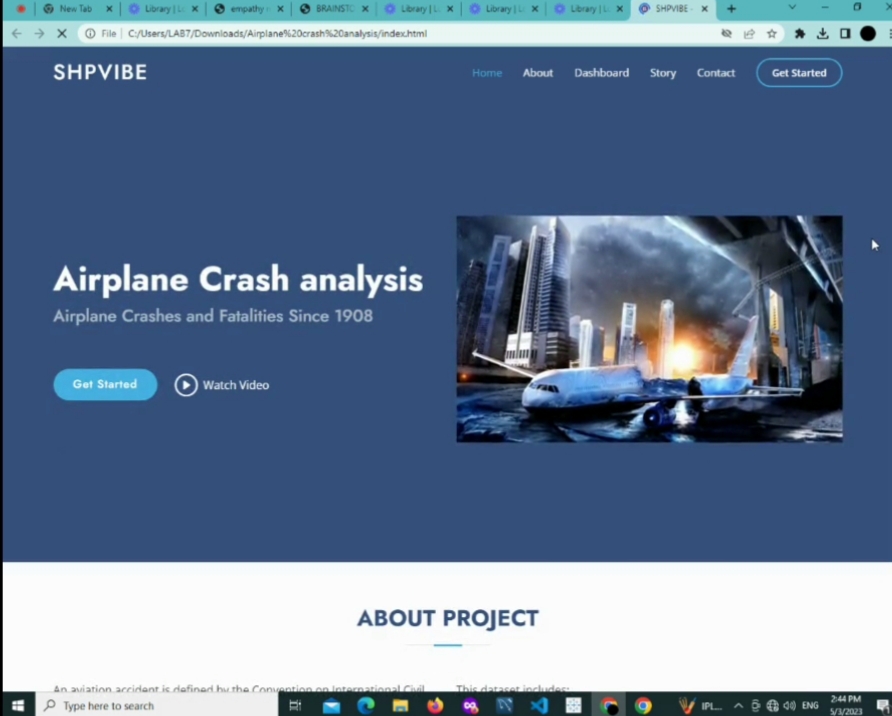 New Tab
Library | L
empathy
BRAINSTO
Library | L
Library | L
Library | L
SHPVIBE -
File | C:/Users/LAB7/Downloads/Airplane%20crash%20analysis/index.html
SHPVIBE
Home About Dashboard Story Contact Get Started
Airplane Crash analysis
Airplane Crashes and Fatalities Since 1908
Get Started Watch Video
ABOUT PROJECT
An aviation accident is defined by the Convention on International Civil
This dataset includes:
Type here to search
IPL... ENG
2:44 PM
5/3/2023